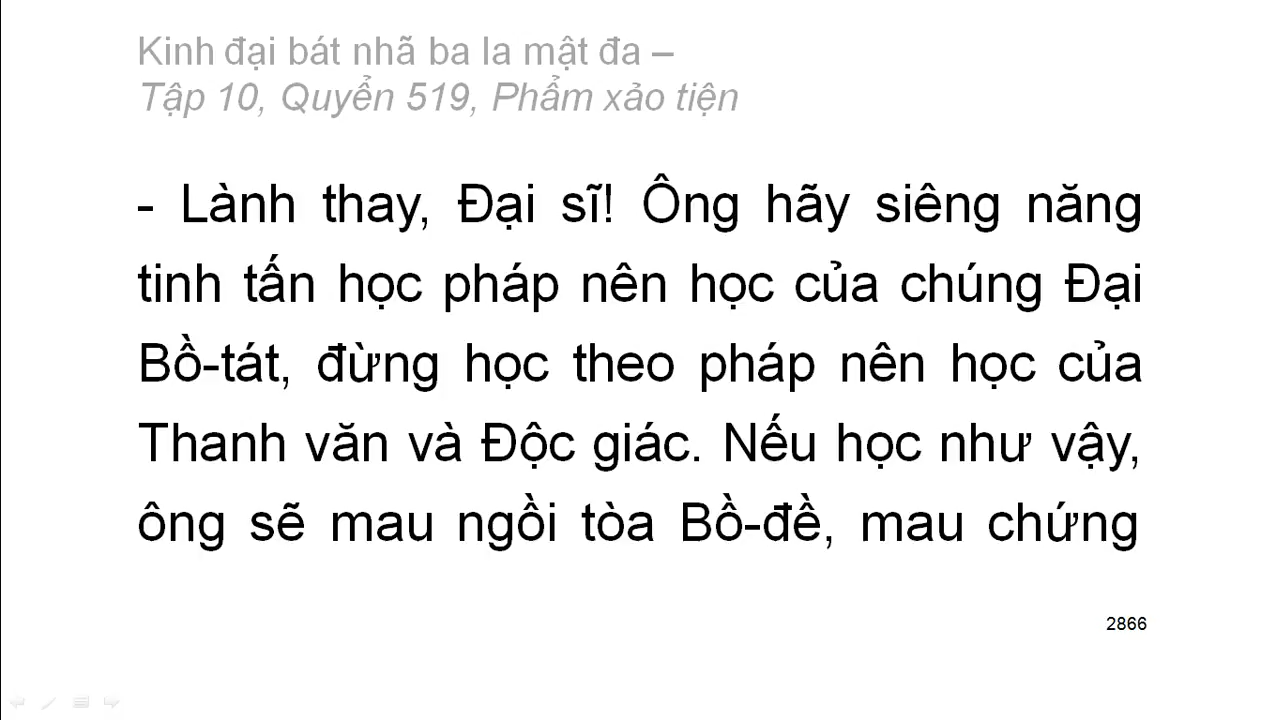 Kinh đại bát nhã ba la mật đa –
Tập 10, Quyển 519, Phẩm xảo tiện
- Lành thay, Đại sĩ! Ông hãy siêng năng
tinh tấn học pháp nên học của chúng Đại
Bồ-tát, đừng học theo pháp nên học của
Thanh văn và Độc giác. Nếu học như vậy,
ông sẽ mau ngồi tòa Bồ-đề, mau chứng
2866